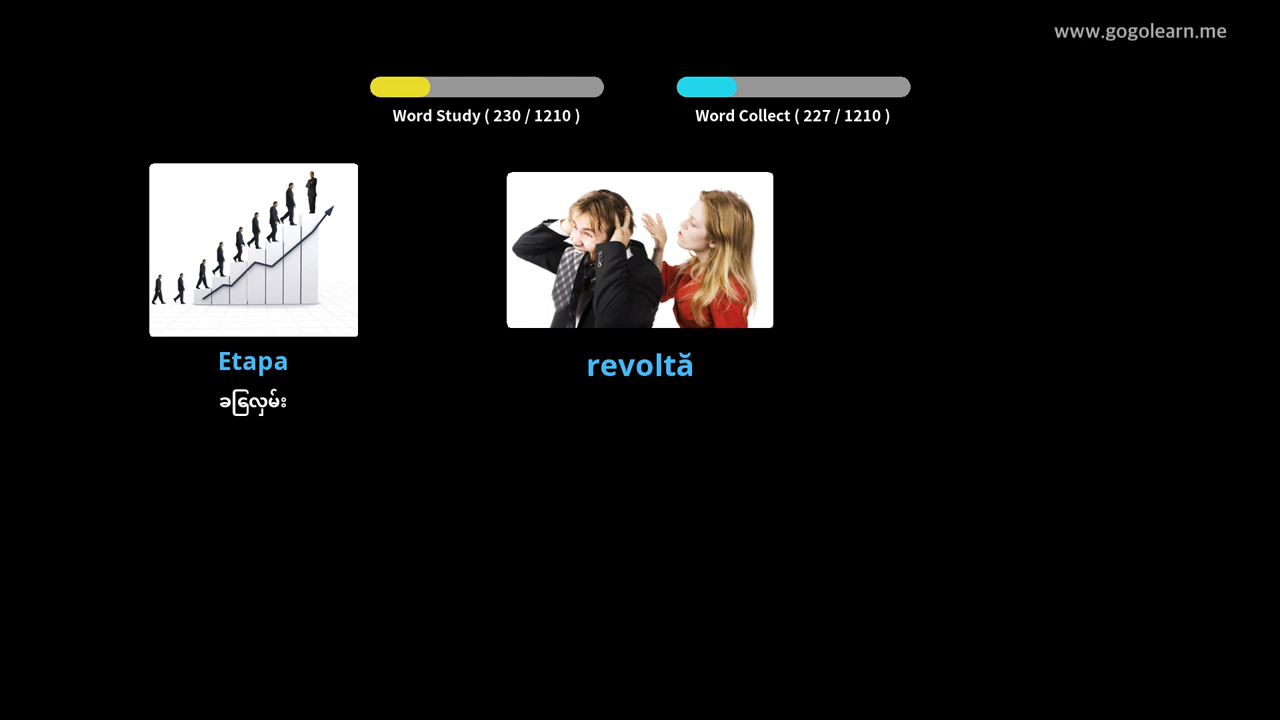 www.gogolearn.me
Word Study ( 230 / 1210 )
Word Collect ( 227 / 1210 )
Etapa
ခြေလှမ်း
revoltă